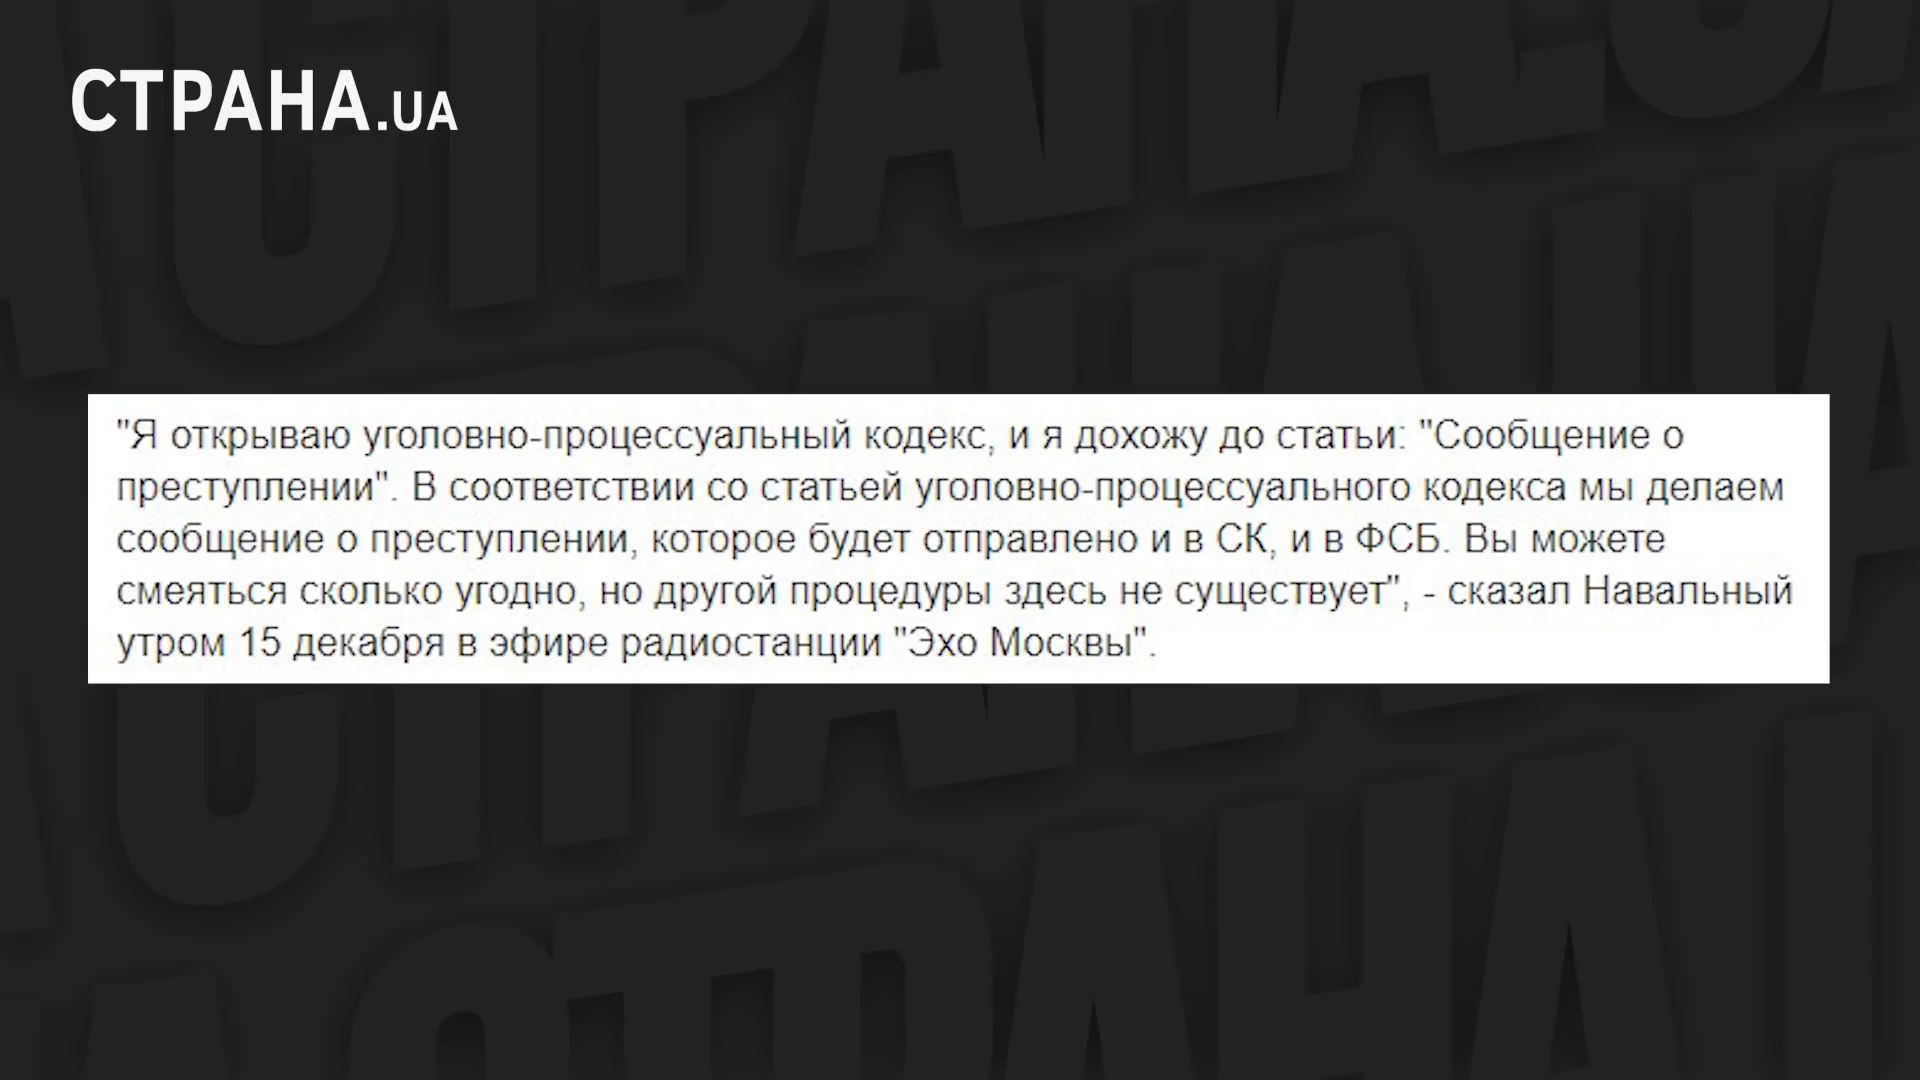 СТРАНА.UA
"Я открываю уголовно-процессуальный кодекс, и я дохожу до статьи: "Сообщение о
преступлении". В соответствии со статьей уголовно-процессуального кодекса мы делаем
сообщение о преступлении, которое будет отправлено и в СК, и в ФСБ. Вы можете
смеяться сколько угодно, но другой процедуры здесь не существует", - сказал Навальный
утром 15 декабря в эфире радиостанции "Эхо Москвы".